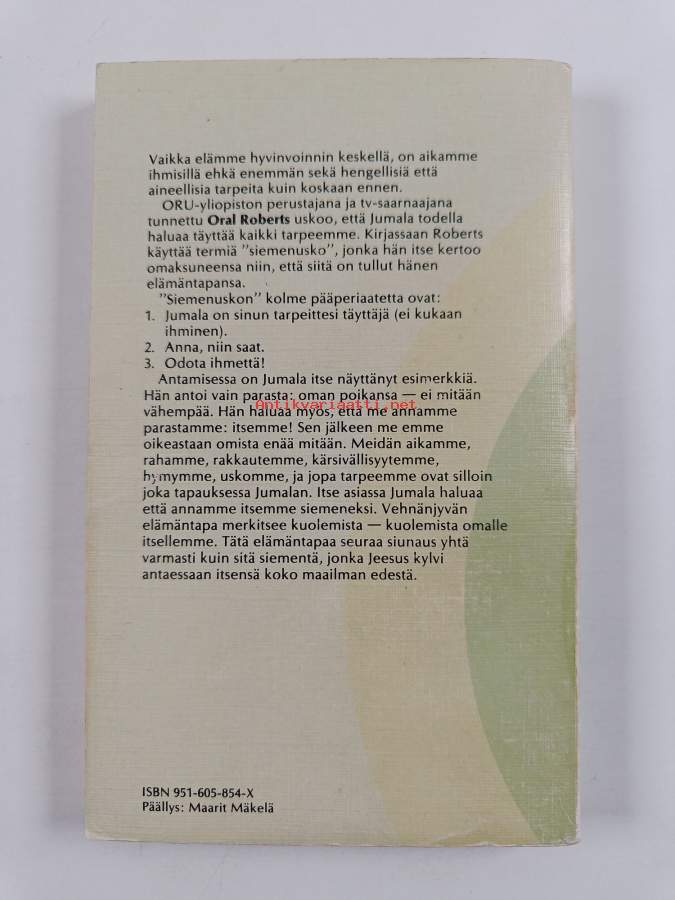 Vaikka elämme hyvinvoinnin keskellä, on aikamme
ihmisillä ehkä enemmän sekä hengellisiä että
aineellisia tarpeita kuin koskaan ennen.
ORU-yliopiston perustajana ja tv-saarnaajana
tunnettu Oral Roberts uskoo, että Jumala todella
haluaa täyttää kaikki tarpeemme. Kirjassaan Roberts
käyttää termiä ”siemenusko”, jonka hän itse kertoo
omaksuneensa niin, että siitä on tullut hänen
elämäntapansa.
”Siemenuskon” kolme pääperiaatetta ovat:
1. Jumala on sinun tarpeittesi täyttäjä (ei kukaan
ihminen).
2. Anna, niin saat.
3. Odota ihmettä!
Antamisessa on Jumala itse näyttänyt esimerkkiä.
Hän antoi vain parasta: oman poikansa — ei mitään
Antikvariaatti.net
vähempää. Hän haluaa myös, että me annamme
parastamme: itsemme! Sen jälkeen me emme
oikeastaan omista enää mitään. Meidän aikamme,
rahamme, rakkautemme, kärsivällisyytemme,
hymymme, uskomme, ja jopa tarpeemme ovat silloin
joka tapauksessa Jumalan. Itse asiassa Jumala haluaa
että annamme itsemme siemeneksi. Vehnänjyvän
elämäntapa merkitsee kuolemista — kuolemista omalle
itsellemme. Tätä elämäntapaa seuraa siunaus yhtä
varmasti kuin sitä siementä, jonka Jeesus kylvi
antaessaan itsensä koko maailman edestä.
ISBN 951-605-854-X
Päällys: Maarit Mäkelä